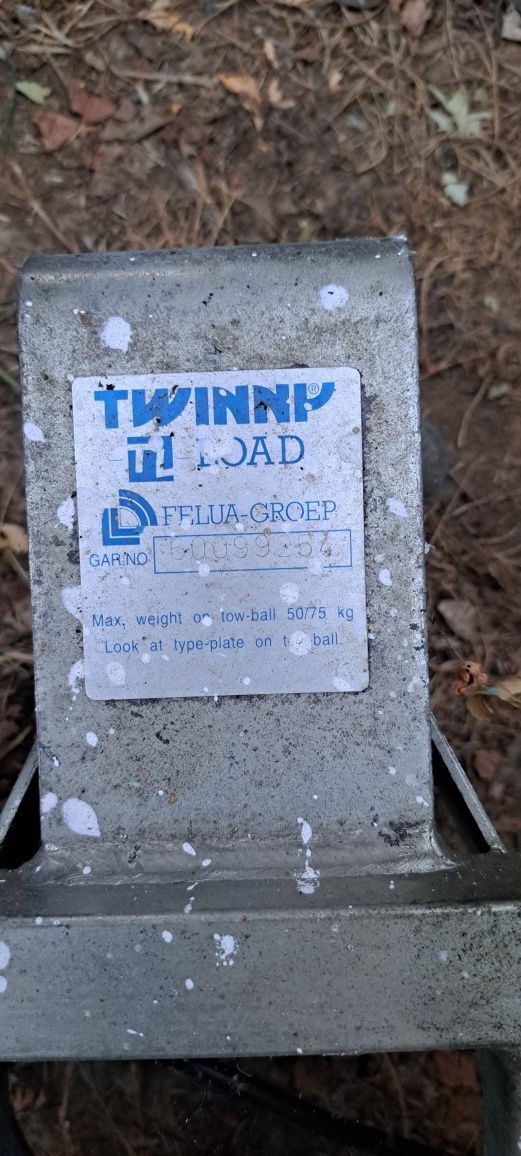 TWINNY®
LOAD
FELUA-GROEP
GAR.NO
Max. weight on tow-ball 50/75 kg
Look at type-plate on ball.